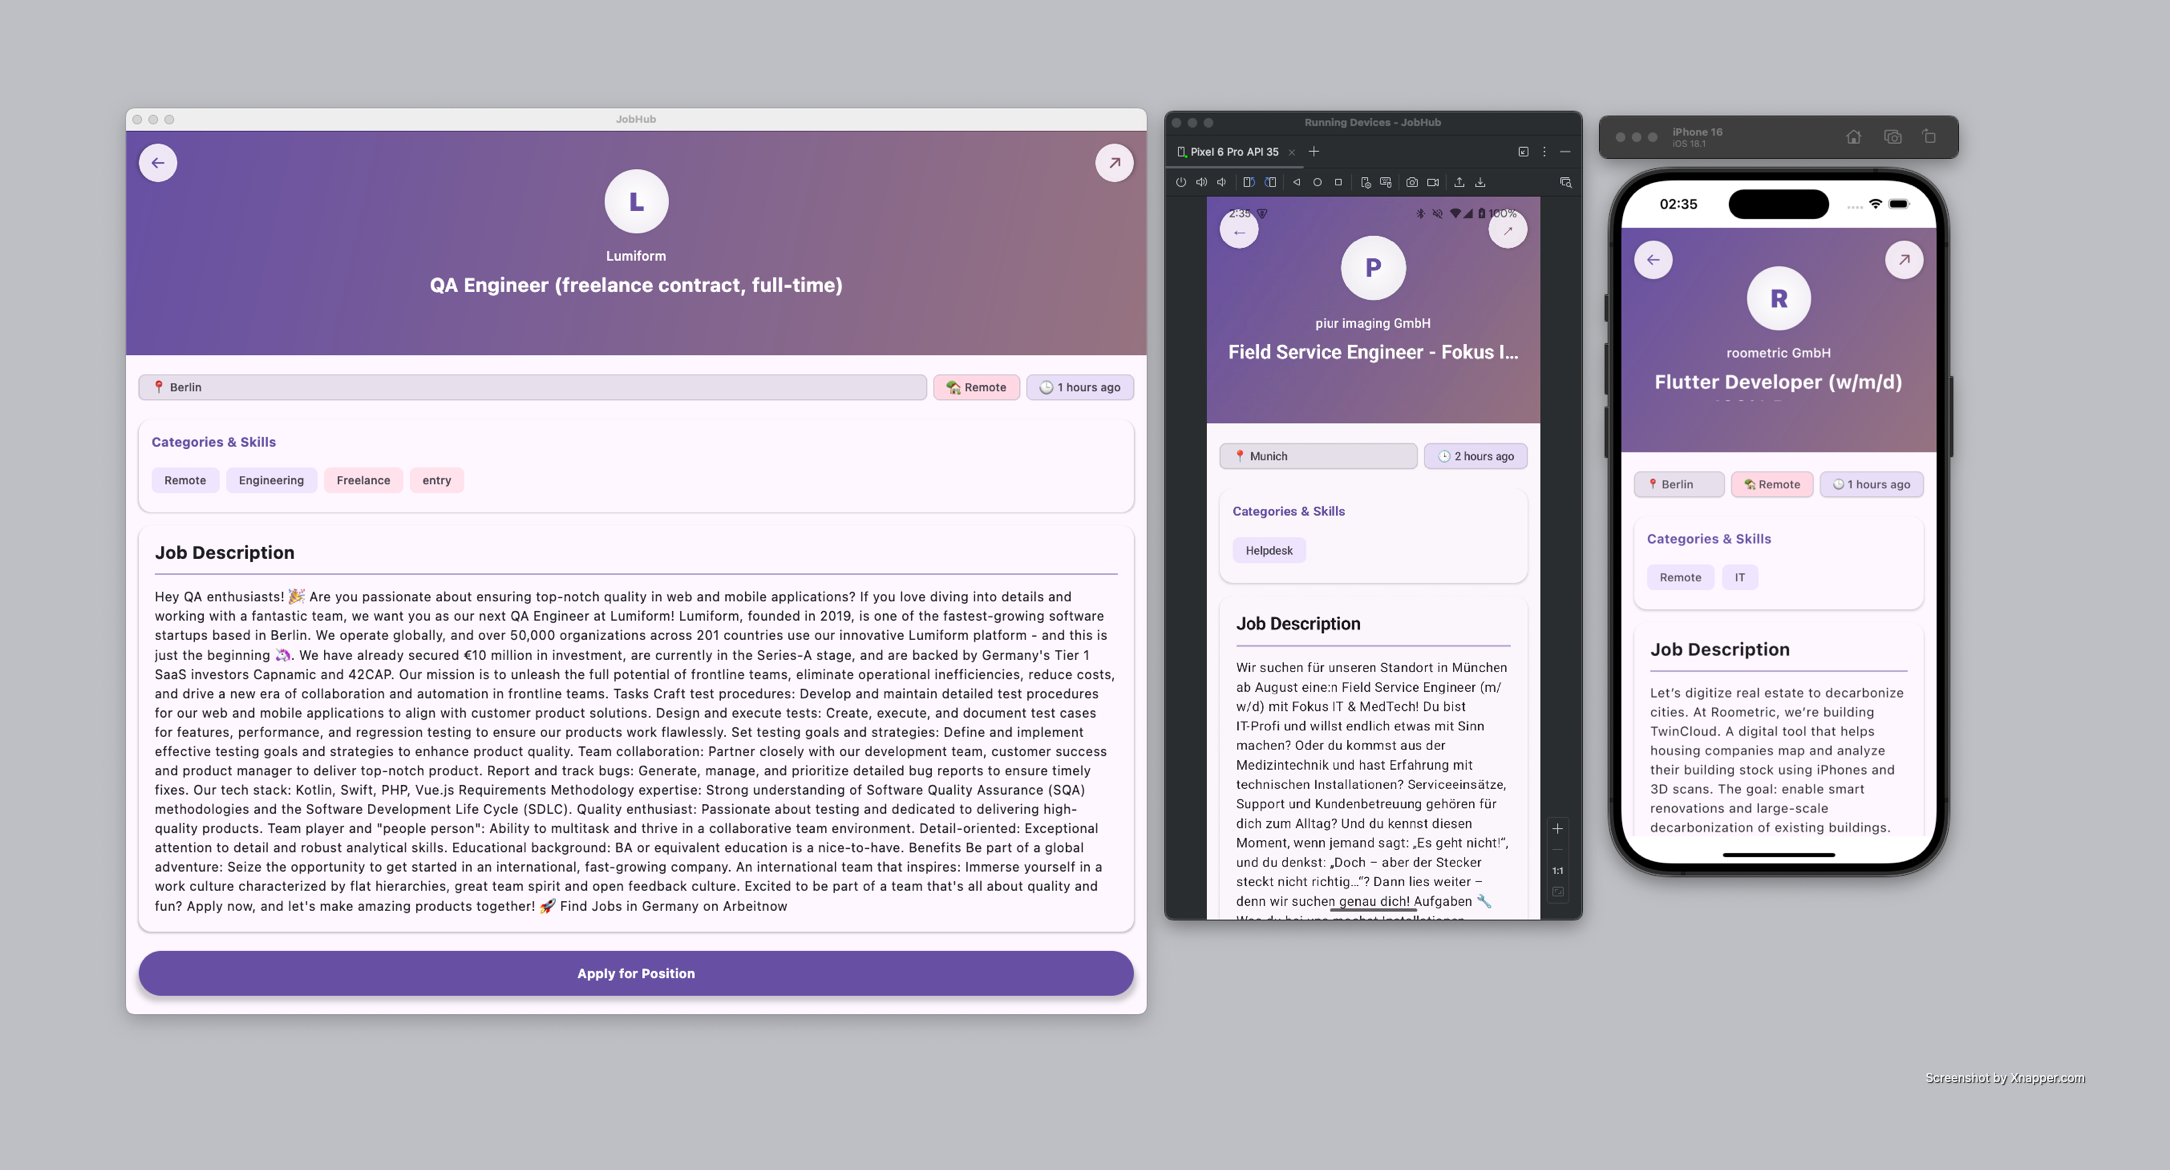 JobHub
L
Lumiform
QA Engineer (freelance contract, full-time)
📍 Berlin
🏡 Remote
🕒 1 hours ago
Categories & Skills
Remote
Engineering
Freelance
entry
Job Description
Hey QA enthusiasts! 🎉 Are you passionate about ensuring top-notch quality in web and mobile applications? If you love diving into details and
working with a fantastic team, we want you as our next QA Engineer at Lumiform! Lumiform, founded in 2019, is one of the fastest-growing software
startups based in Berlin. We operate globally, and over 50,000 organizations across 201 countries use our innovative Lumiform platform - and this is
just the beginning 🦄. We have already secured €10 million in investment, are currently in the Series-A stage, and are backed by Germany's Tier 1
SaaS investors Capnamic and 42CAP. Our mission is to unleash the full potential of frontline teams, eliminate operational inefficiencies, reduce costs,
and drive a new era of collaboration and automation in frontline teams. Tasks Craft test procedures: Develop and maintain detailed test procedures
for our web and mobile applications to align with customer product solutions. Design and execute tests: Create, execute, and document test cases
for features, performance, and regression testing to ensure our products work flawlessly. Set testing goals and strategies: Define and implement
effective testing goals and strategies to enhance product quality. Team collaboration: Partner closely with our development team, customer success
and product manager to deliver top-notch product. Report and track bugs: Generate, manage, and prioritize detailed bug reports to ensure timely
fixes. Our tech stack: Kotlin, Swift, PHP, Vue.js Requirements Methodology expertise: Strong understanding of Software Quality Assurance (SQA)
methodologies and the Software Development Life Cycle (SDLC). Quality enthusiast: Passionate about testing and dedicated to delivering high-
quality products. Team player and "people person": Ability to multitask and thrive in a collaborative team environment. Detail-oriented: Exceptional
attention to detail and robust analytical skills. Educational background: BA or equivalent education is a nice-to-have. Benefits Be part of a global
adventure: Seize the opportunity to get started in an international, fast-growing company. An international team that inspires: Immerse yourself in a
work culture characterized by flat hierarchies, great team spirit and open feedback culture. Excited to be part of a team that's all about quality and
fun? Apply now, and let's make amazing products together! 🚀 Find Jobs in Germany on Arbeitnow
Apply for Position
Running Devices - JobHub
Pixel 6 Pro API 35
2:35
100%
P
piur imaging GmbH
Field Service Engineer - Fokus I...
📍 Munich
🕒 2 hours ago
Categories & Skills
Helpdesk
Job Description
Wir suchen für unseren Standort in München
ab August eine:n Field Service Engineer (m/
w/d) mit Fokus IT & MedTech! Du bist
IT-Profi und willst endlich etwas mit Sinn
machen? Oder du kommst aus der
Medizintechnik und hast Erfahrung mit
technischen Installationen? Serviceeinsätze,
Support und Kundenbetreuung gehören für
dich zum Alltag? Und du kennst diesen
Moment, wenn jemand sagt: „Es geht nicht!“,
und du denkst: „Doch – aber der Stecker
steckt nicht richtig…“? Dann lies weiter –
denn wir suchen genau dich! Aufgaben 🔧
1:1
iPhone 16
iOS 18.1
02:35
R
roometric GmbH
Flutter Developer (w/m/d)
📍 Berlin
🏡 Remote
🕒 1 hours ago
Categories & Skills
Remote
IT
Job Description
Let’s digitize real estate to decarbonize
cities. At Roometric, we’re building
TwinCloud. A digital tool that helps
housing companies map and analyze
their building stock using iPhones and
3D scans. The goal: enable smart
renovations and large-scale
decarbonization of existing buildings.
Screenshot by Xnapper.com